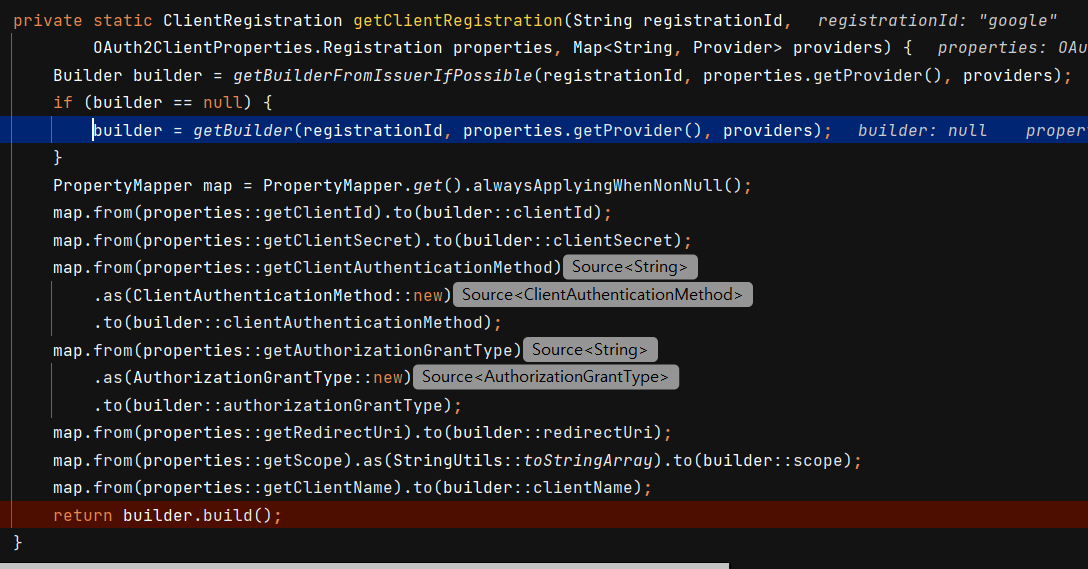 private static ClientRegistration getClientRegistration(String registrationId,   registrationId: "google"
        OAuth2ClientProperties.Registration properties, Map<String, Provider> providers) {   properties: OAu
    Builder builder = getBuilderFromIssuerIfPossible(registrationId, properties.getProvider(), providers);
    if (builder == null) {
        builder = getBuilder(registrationId, properties.getProvider(), providers);   builder: null    proper
    }
    PropertyMapper map = PropertyMapper.get().alwaysApplyingWhenNonNull();
    map.from(properties::getClientId).to(builder::clientId);
    map.from(properties::getClientSecret).to(builder::clientSecret);
    map.from(properties::getClientAuthenticationMethod) Source<String>
        .as(ClientAuthenticationMethod::new) Source<ClientAuthenticationMethod>
        .to(builder::clientAuthenticationMethod);
    map.from(properties::getAuthorizationGrantType) Source<String>
        .as(AuthorizationGrantType::new) Source<AuthorizationGrantType>
        .to(builder::authorizationGrantType);
    map.from(properties::getRedirectUri).to(builder::redirectUri);
    map.from(properties::getScope).as(StringUtils::toStringArray).to(builder::scope);
    map.from(properties::getClientName).to(builder::clientName);
    return builder.build();
}